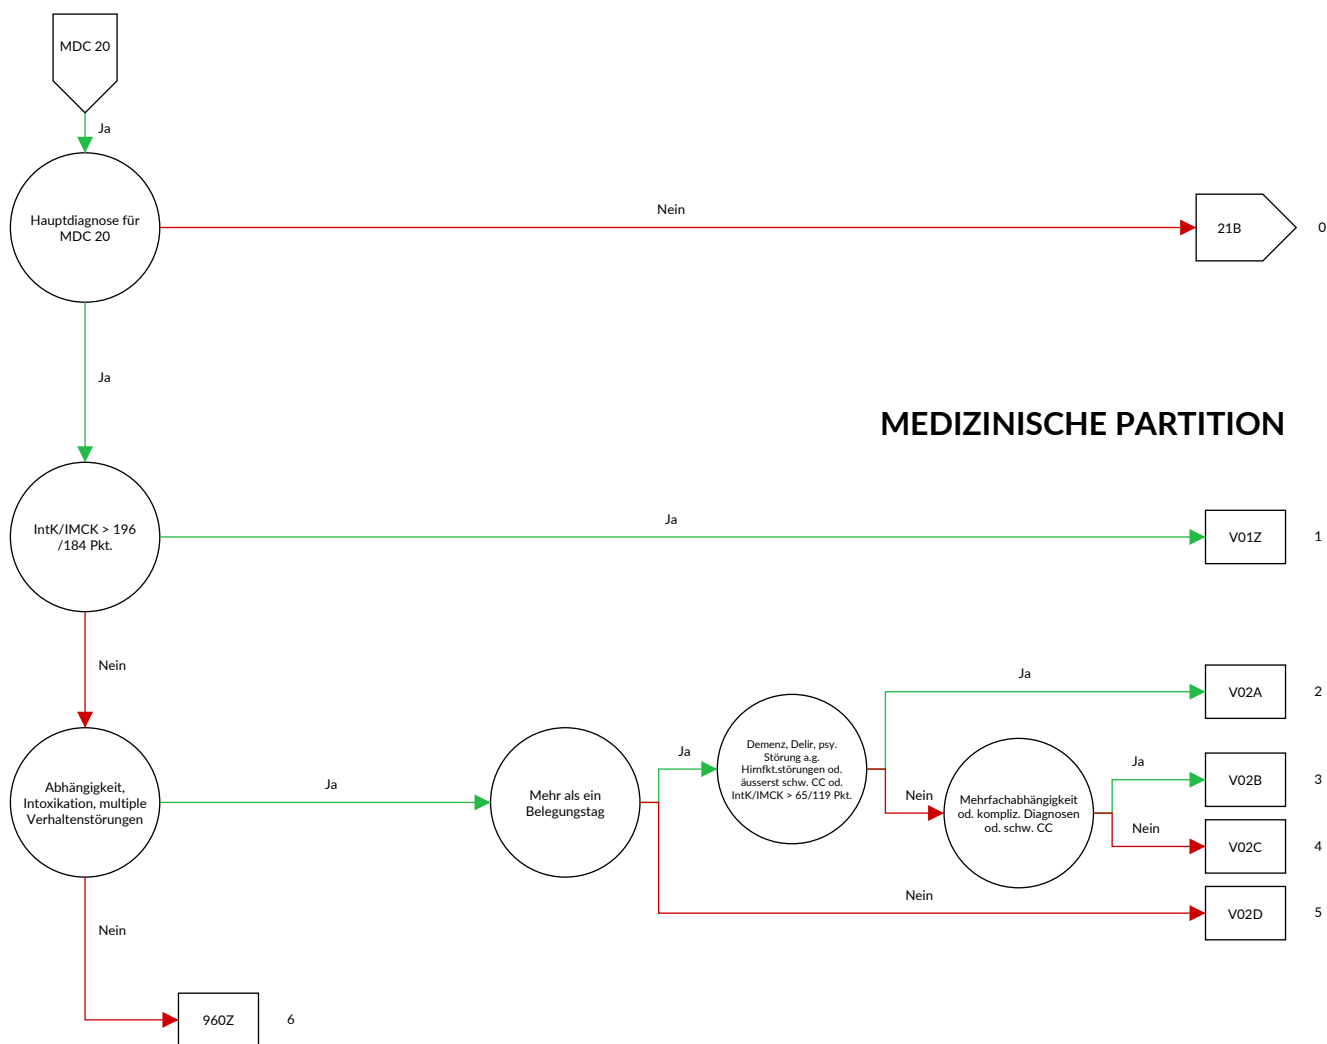 MDC 20
Ja
Hauptdiagnose für
MDC 20
Nein
21B
0
Ja
MEDIZINISCHE PARTITION
IntK/IMCK > 196
/184 Pkt.
Ja
V01Z
1
Nein
Abhängigkeit,
Intoxikation, multiple
Verhaltenstörungen
Ja
Mehr als ein
Belegungstag
Ja
Demenz, Delir, psy.
Störung a.g.
Hirnfkt.störungen od.
äusserst schw. CC od.
IntK/IMCK > 65/119 Pkt.
Ja
V02A
2
Nein
Mehrfachabhängigkeit
od. kompliz. Diagnosen
od. schw. CC
Ja
V02B
3
Nein
V02C
4
Nein
V02D
5
Nein
960Z
6